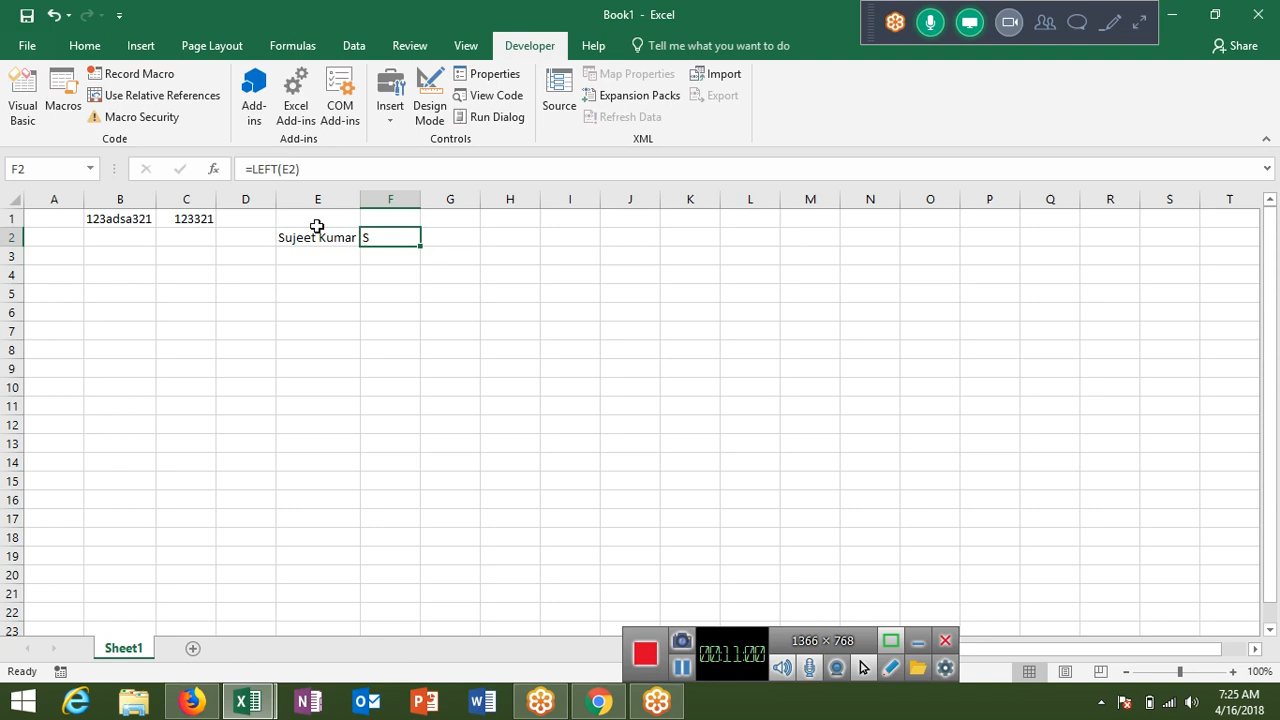 Book1 - Excel
File Home Insert Page Layout Formulas Data Review View Developer Help Tell me what you want to do Share
Visual Basic
Macros
Record Macro
Use Relative References
Macro Security
Code
Add-ins
Excel Add-ins
COM Add-ins
Add-ins
Insert
Design Mode
Properties
View Code
Run Dialog
Controls
Source
Map Properties
Expansion Packs
Refresh Data
Import
Export
XML
F2 fx =LEFT(E2)
A B C D E F G H I J K L M N O P Q R S T
1 123adsa321 123321
2 Sujeet Kumar S
3
4
5
6
7
8
9
10
11
12
13
14
15
16
17
18
19
20
21
22
23
Sheet1
00:11:00
1366 × 768
Ready
100%
7:25 AM
4/16/2018